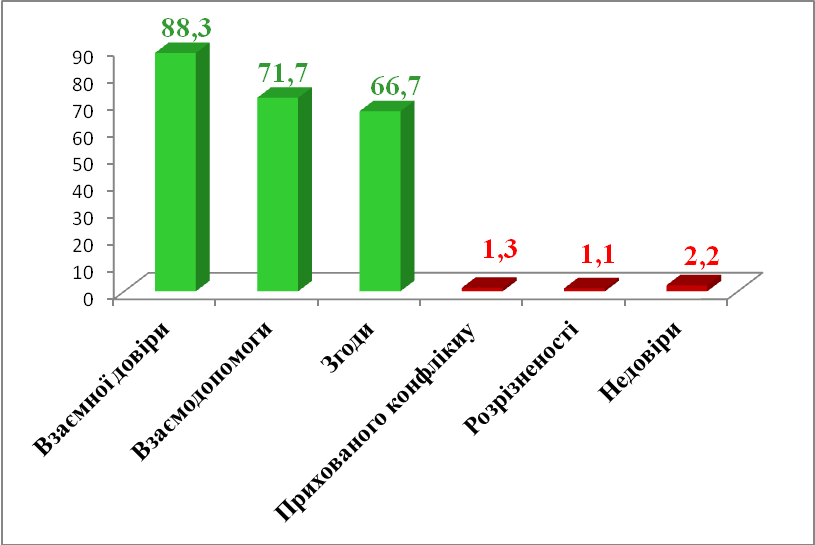 88,3
71,7
66,7
1,3
1,1
2,2
90
80
70
60
50
40
30
20
10
0
Взаємної довіри
Взаємодопомоги
Згоди
Прихованого конфлікиу
Розрізненості
Недовіри